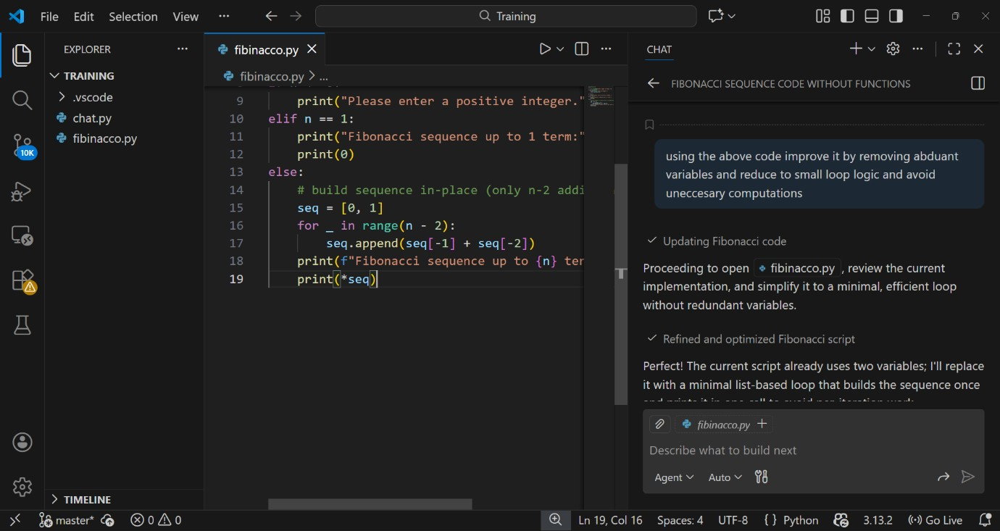 File Edit Selection View ··· Training
EXPLORER ···
TRAINING
.vscode
chat.py
fibinacco.py
TIMELINE
10K
fibinacco.py
fibinacco.py > ...
9 print("Please enter a positive integer."
10 elif n == 1:
11 print("Fibonacci sequence up to 1 term:"
12 print(0)
13 else:
14 # build sequence in-place (only n-2 addi
15 seq = [0, 1]
16 for _ in range(n - 2):
17 seq.append(seq[-1] + seq[-2])
18 print(f"Fibonacci sequence up to {n} ter
19 print(*seq)
CHAT
FIBONACCI SEQUENCE CODE WITHOUT FUNCTIONS
using the above code improve it by removing abduant
variables and reduce to small loop logic and avoid
uneccesary computations
Updating Fibonacci code
Proceeding to open fibinacco.py , review the current
implementation, and simplify it to a minimal, efficient loop
without redundant variables.
Refined and optimized Fibonacci script
Perfect! The current script already uses two variables; I'll replace
it with a minimal list-based loop that builds the sequence once
fibinacco.py
Describe what to build next
Agent Auto
master* 0 0 Ln 19, Col 16 Spaces: 4 UTF-8 {} Python 3.13.2 Go Live